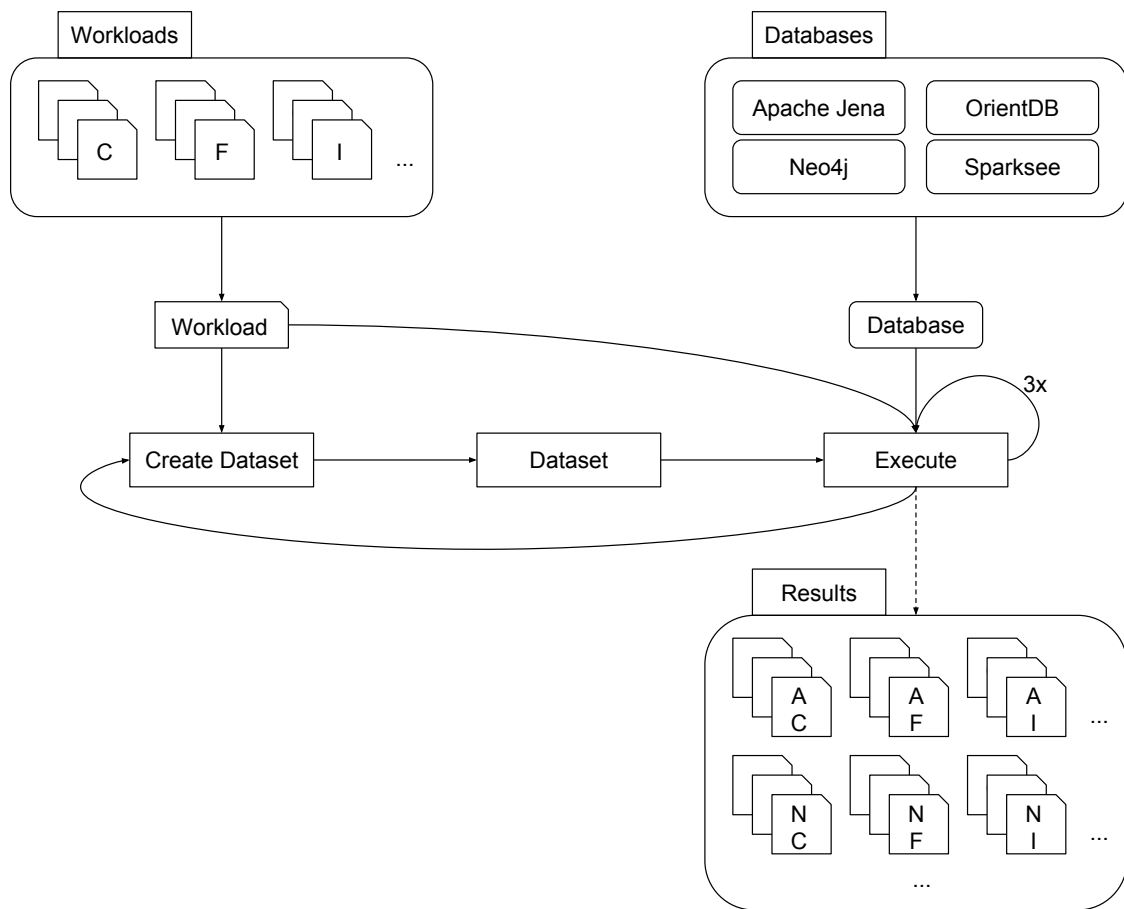 Workloads
C
F
I
...
Databases
Apache Jena
OrientDB
Neo4j
Sparksee
Workload
Database
3x
Create Dataset
Dataset
Execute
Results
A
C
A
F
A
I
...
N
C
N
F
N
I
...
...